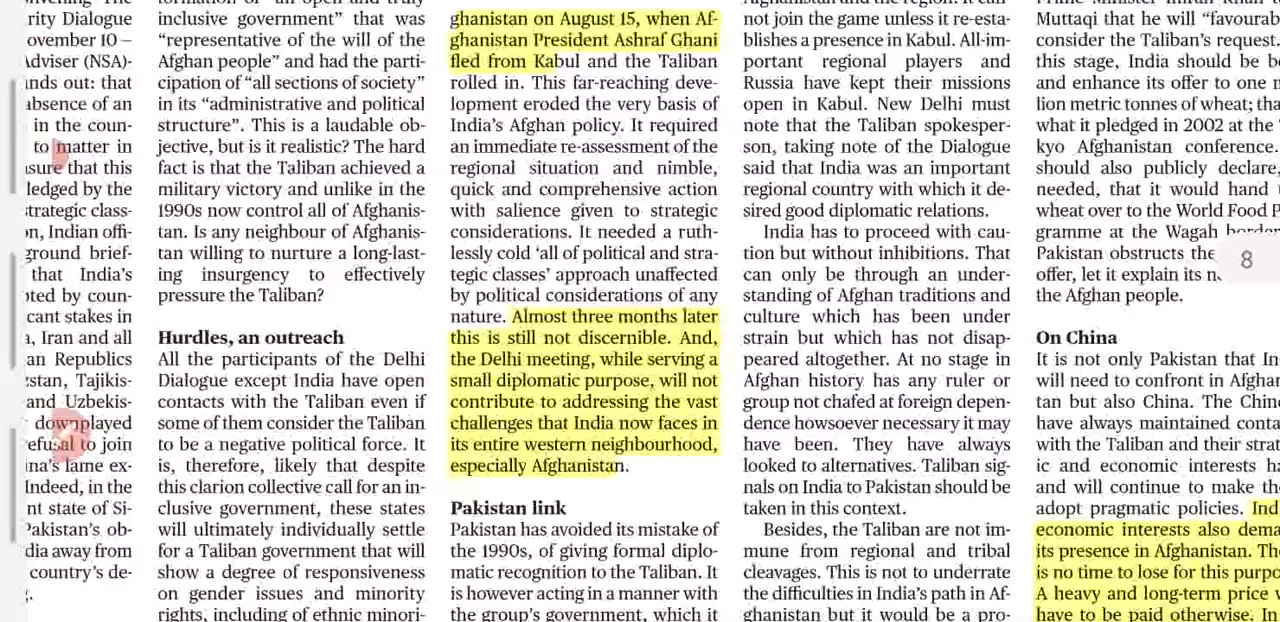 rity Dialogue
ovember 10 –
Adviser (NSA)-
nds out: that
absence of an
in the coun-
to matter in
sure that this
ledged by the
trategic class-
n, Indian offi-
ground brief-
that India's
ted by coun-
cant stakes in
, Iran and all
an Republics
stan, Tajikis-
and Uzbekis-
downplayed
efusal to join
na's lame ex-
Indeed, in the
nt state of Si-
Pakistan's ob-
dia away from
country's de-
inclusive government" that was
"representative of the will of the
Afghan people" and had the parti-
cipation of "all sections of society"
in its "administrative and political
structure". This is a laudable ob-
jective, but is it realistic? The hard
fact is that the Taliban achieved a
military victory and unlike in the
1990s now control all of Afghanis-
tan. Is any neighbour of Afghanis-
tan willing to nurture a long-last-
ing insurgency to effectively
pressure the Taliban?
Hurdles, an outreach
All the participants of the Delhi
Dialogue except India have open
contacts with the Taliban even if
some of them consider the Taliban
to be a negative political force. It
is, therefore, likely that despite
this clarion collective call for an in-
clusive government, these states
will ultimately individually settle
for a Taliban government that will
show a degree of responsiveness
on gender issues and minority
rights, including of ethnic minori-
ghanistan on August 15, when Af-
ghanistan President Ashraf Ghani
fled from Kabul and the Taliban
rolled in. This far-reaching deve-
lopment eroded the very basis of
India's Afghan policy. It required
an immediate re-assessment of the
regional situation and nimble,
quick and comprehensive action
with salience given to strategic
considerations. It needed a ruth-
lessly cold 'all of political and stra-
tegic classes' approach unaffected
by political considerations of any
nature. Almost three months later
this is still not discernible. And,
the Delhi meeting, while serving a
small diplomatic purpose, will not
contribute to addressing the vast
challenges that India now faces in
its entire western neighbourhood,
especially Afghanistan.
Pakistan link
Pakistan has avoided its mistake of
the 1990s, of giving formal diplo-
matic recognition to the Taliban. It
is however acting in a manner with
the group's government, which it
not join the game unless it re-esta-
blishes a presence in Kabul. All-im-
portant regional players and
Russia have kept their missions
open in Kabul. New Delhi must
note that the Taliban spokesper-
son, taking note of the Dialogue
said that India was an important
regional country with which it de-
sired good diplomatic relations.
India has to proceed with cau-
tion but without inhibitions. That
can only be through an under-
standing of Afghan traditions and
culture which has been under
strain but which has not disap-
peared altogether. At no stage in
Afghan history has any ruler or
group not chafed at foreign depen-
dence howsoever necessary it may
have been. They have always
looked to alternatives. Taliban sig-
nals on India to Pakistan should be
taken in this context.
Besides, the Taliban are not im-
mune from regional and tribal
cleavages. This is not to underrate
the difficulties in India's path in Af-
ghanistan but it would be a pro-
Muttaqi that he will "favourab
consider the Taliban's request.
this stage, India should be b
and enhance its offer to one
lion metric tonnes of wheat; tha
what it pledged in 2002 at the
kyo Afghanistan conference.
should also publicly declare,
needed, that it would hand
wheat over to the World Food P
gramme at the Wagah border
Pakistan obstructs the
offer, let it explain its
the Afghan people.
On China
It is not only Pakistan that In
will need to confront in Afghan
tan but also China. The Chin
have always maintained conta
with the Taliban and their strat
ic and economic interests ha
and will continue to make th
adopt pragmatic policies. Ind
economic interests also dema
its presence in Afghanistan. The
is no time to lose for this purpo
A heavy and long-term price w
have to be paid otherwise. In
8